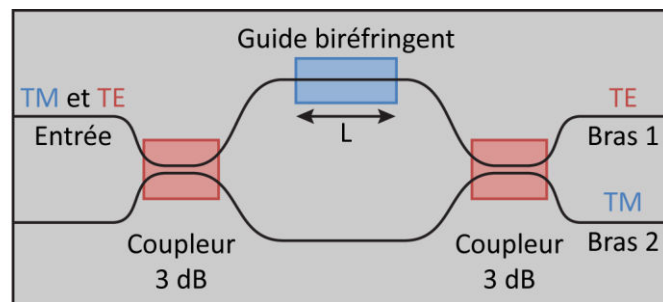 Guide biréfringent
TM et TE
Entrée
L
TE
Bras 1
TM
Bras 2
Coupleur
3 dB
Coupleur
3 dB